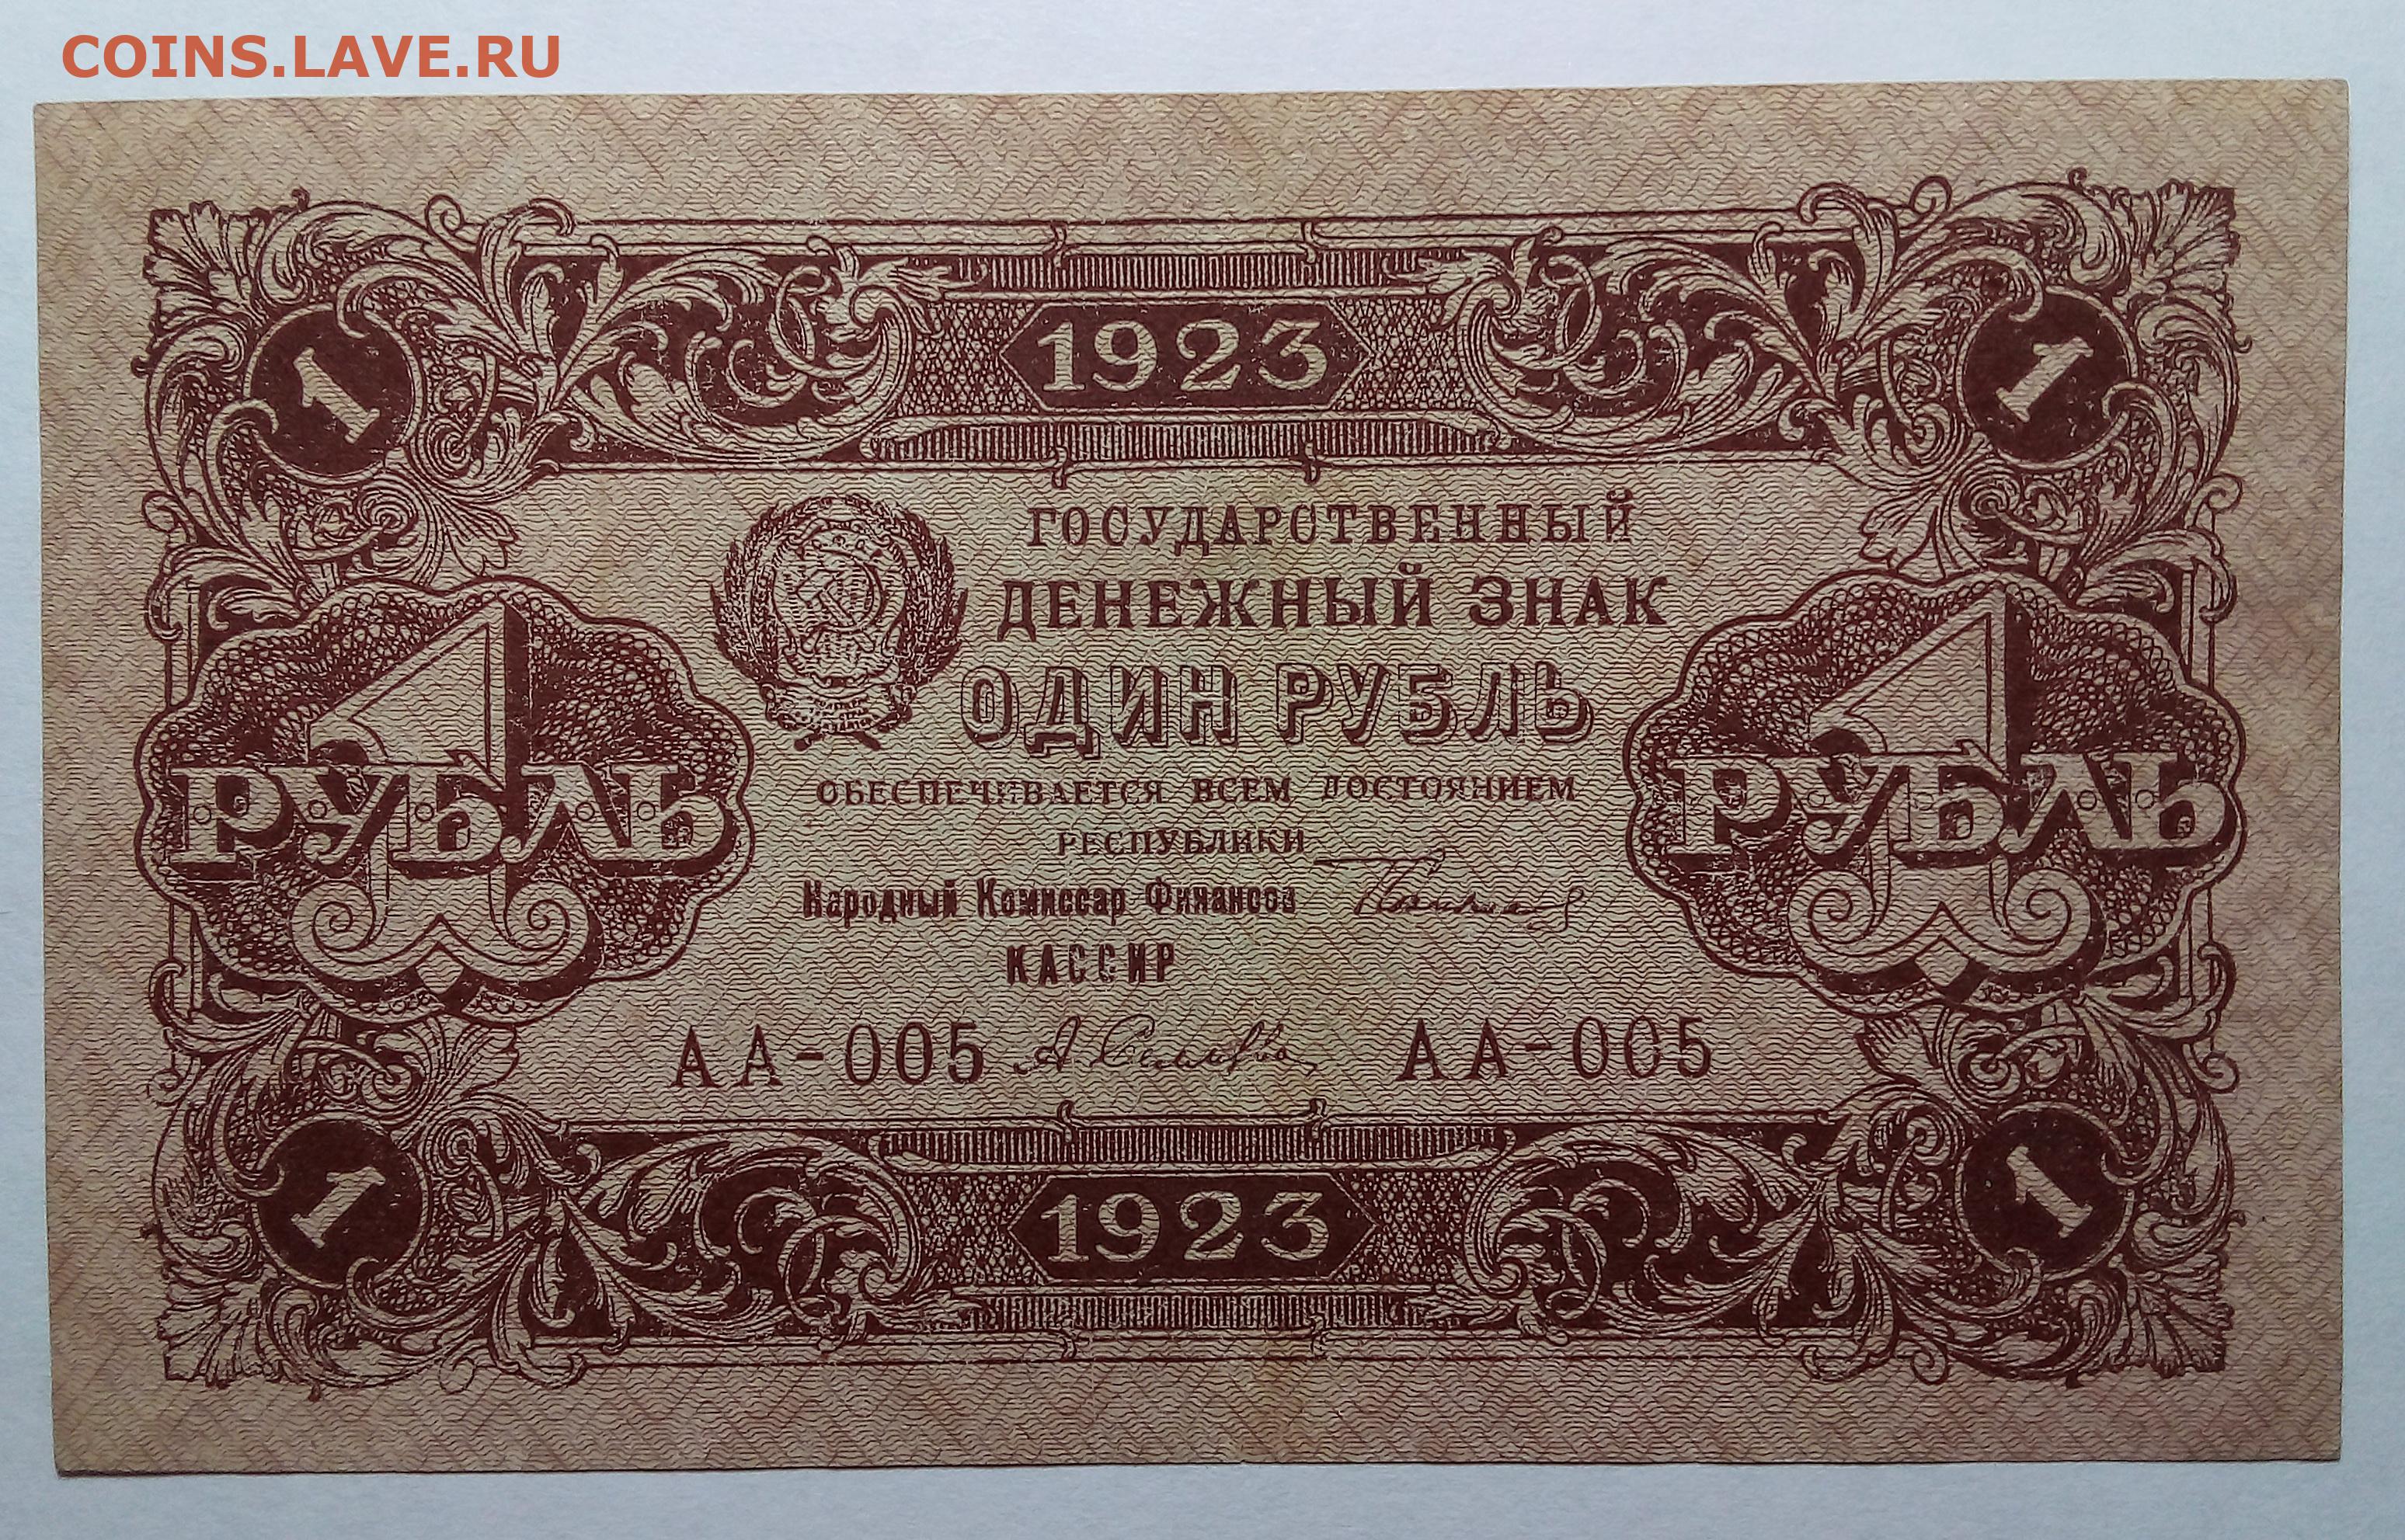 COINS.LAVE.RU
1923
1 1
ГОСУДАРСТВЕННЫЙ
ДЕНЕЖНЫЙ ЗНАК
ОДИН РУБЛЬ
1 РУБЛЬ 1 РУБЛЬ
ОБЕСПЕЧИВАЕТСЯ ВСЕМ ДОСТОЯНИЕМ
РЕСПУБЛИКИ
Народный Комиссар Финансов
КАССИР
АА-005 АА-005
1 1
1923